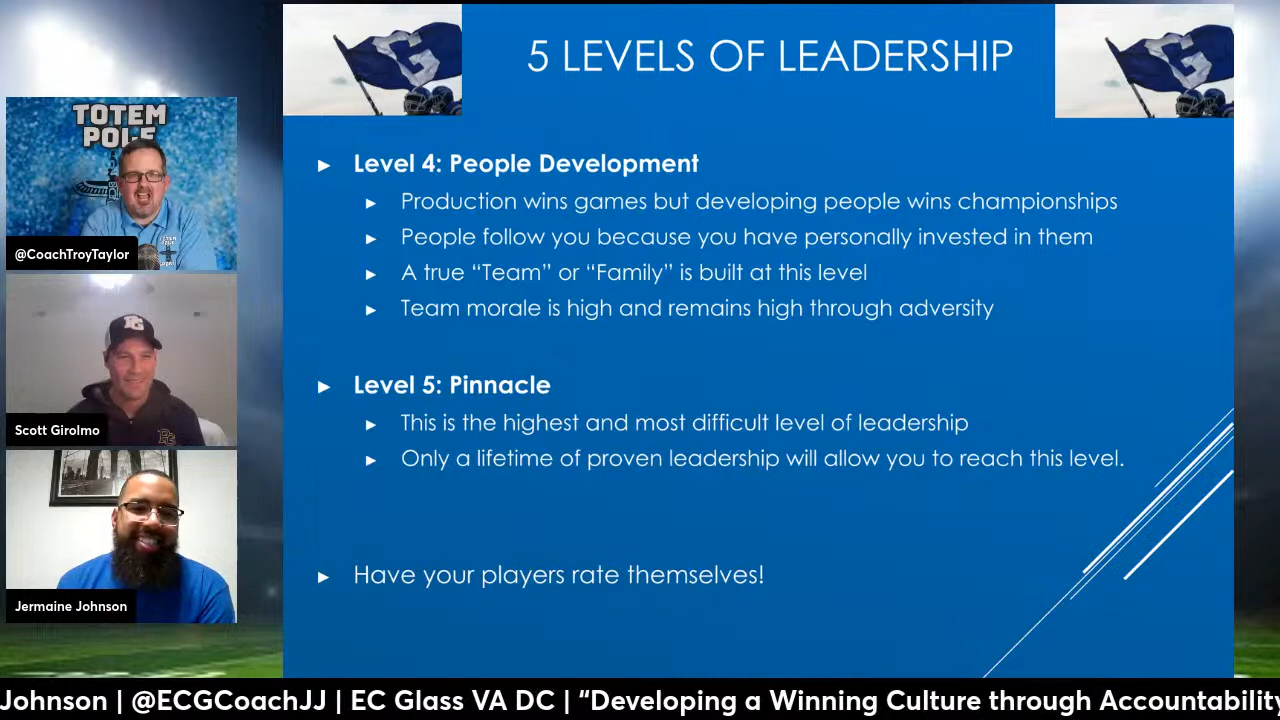 5 LEVELS OF LEADERSHIP
G
G
TOTEM
POLE
@CoachTroyTaylor
Scott Girolmo
Jermaine Johnson
► Level 4: People Development
► Production wins games but developing people wins championships
► People follow you because you have personally invested in them
► A true “Team” or “Family” is built at this level
► Team morale is high and remains high through adversity
► Level 5: Pinnacle
► This is the highest and most difficult level of leadership
► Only a lifetime of proven leadership will allow you to reach this level.
► Have your players rate themselves!
Johnson | @ECGCoachJJ | EC Glass VA DC | “Developing a Winning Culture through Accountability